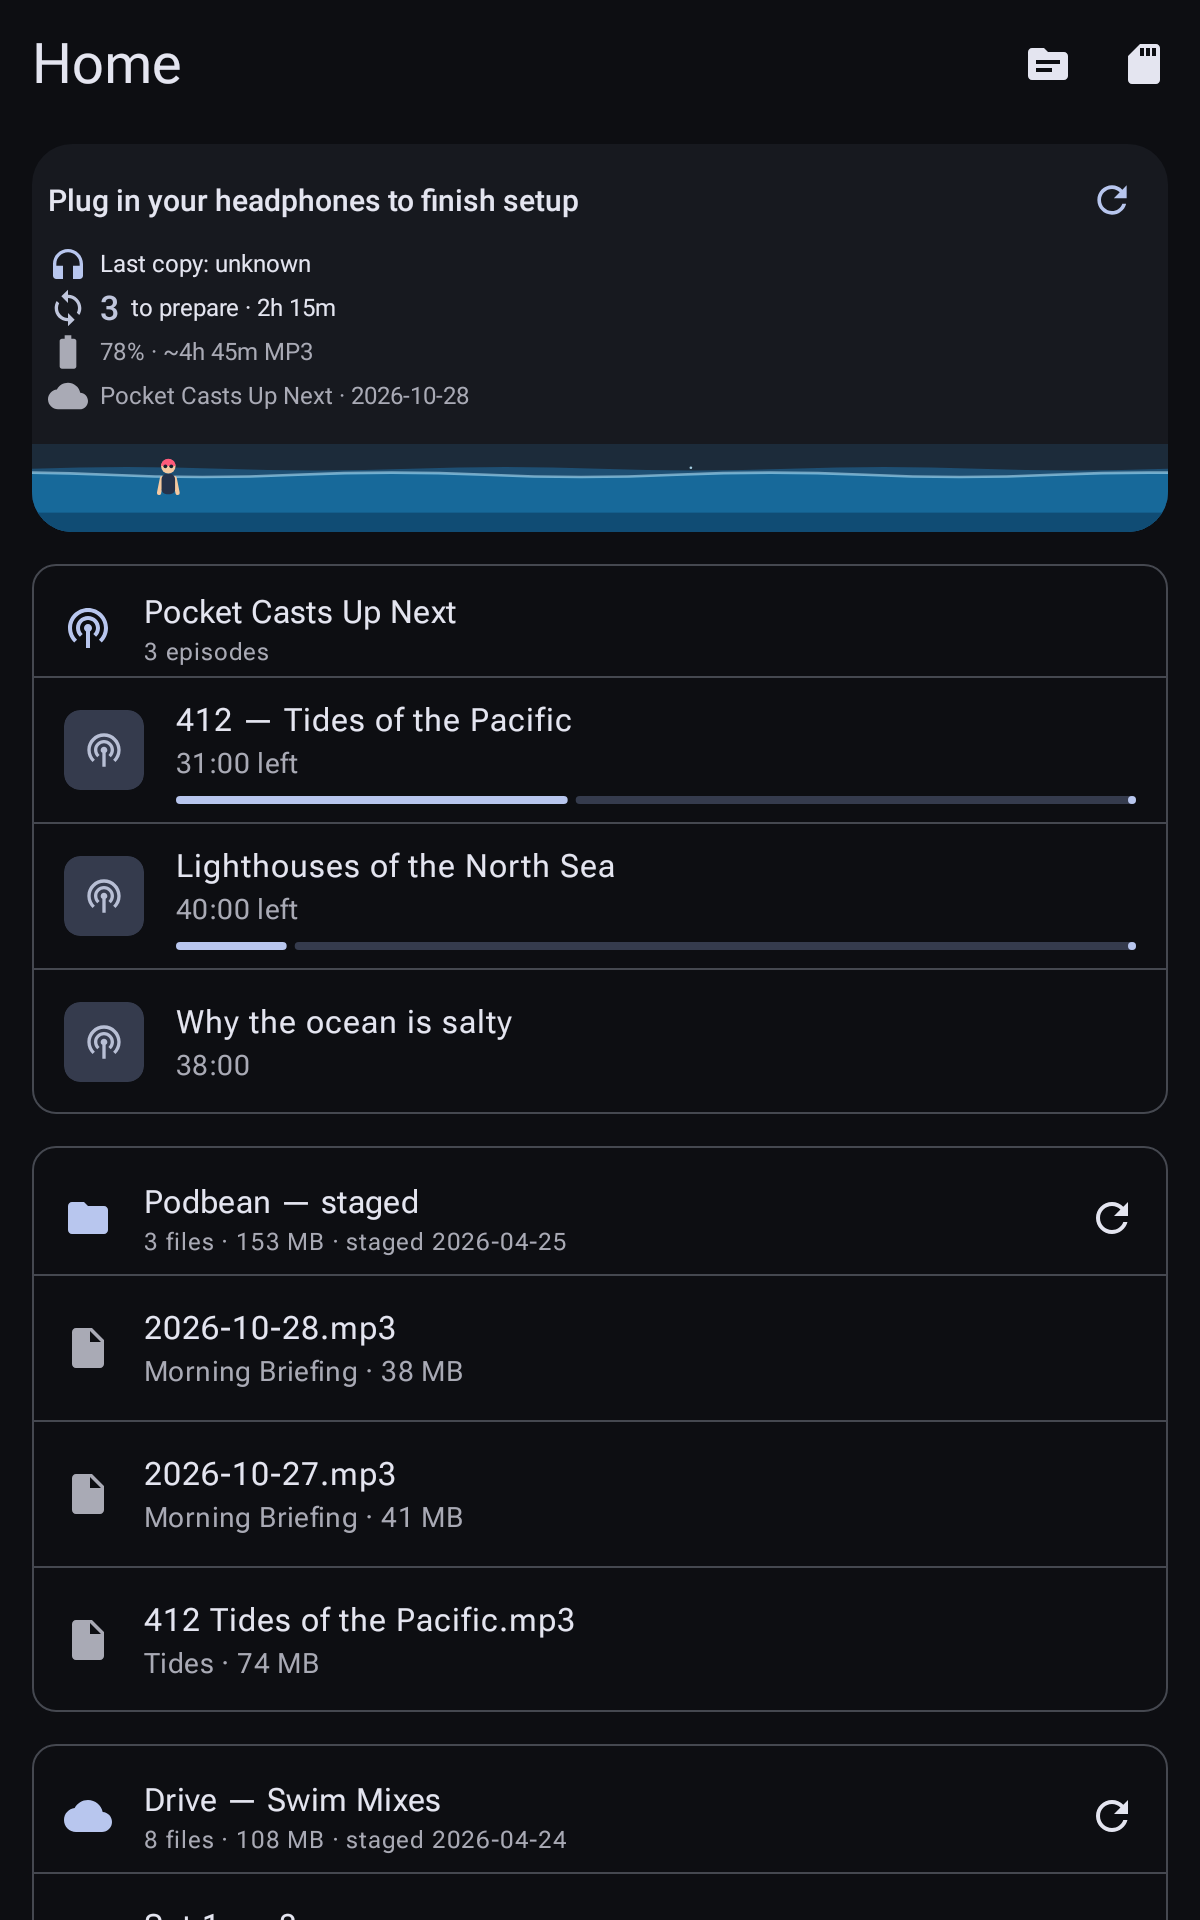 Home
Plug in your headphones to finish setup
Last copy: unknown
3 to prepare · 2h 15m
78% · ~4h 45m MP3
Pocket Casts Up Next · 2026-10-28
Pocket Casts Up Next
3 episodes
412 — Tides of the Pacific
31:00 left
Lighthouses of the North Sea
40:00 left
Why the ocean is salty
38:00
Podbean — staged
3 files · 153 MB · staged 2026-04-25
2026-10-28.mp3
Morning Briefing · 38 MB
2026-10-27.mp3
Morning Briefing · 41 MB
412 Tides of the Pacific.mp3
Tides · 74 MB
Drive — Swim Mixes
8 files · 108 MB · staged 2026-04-24